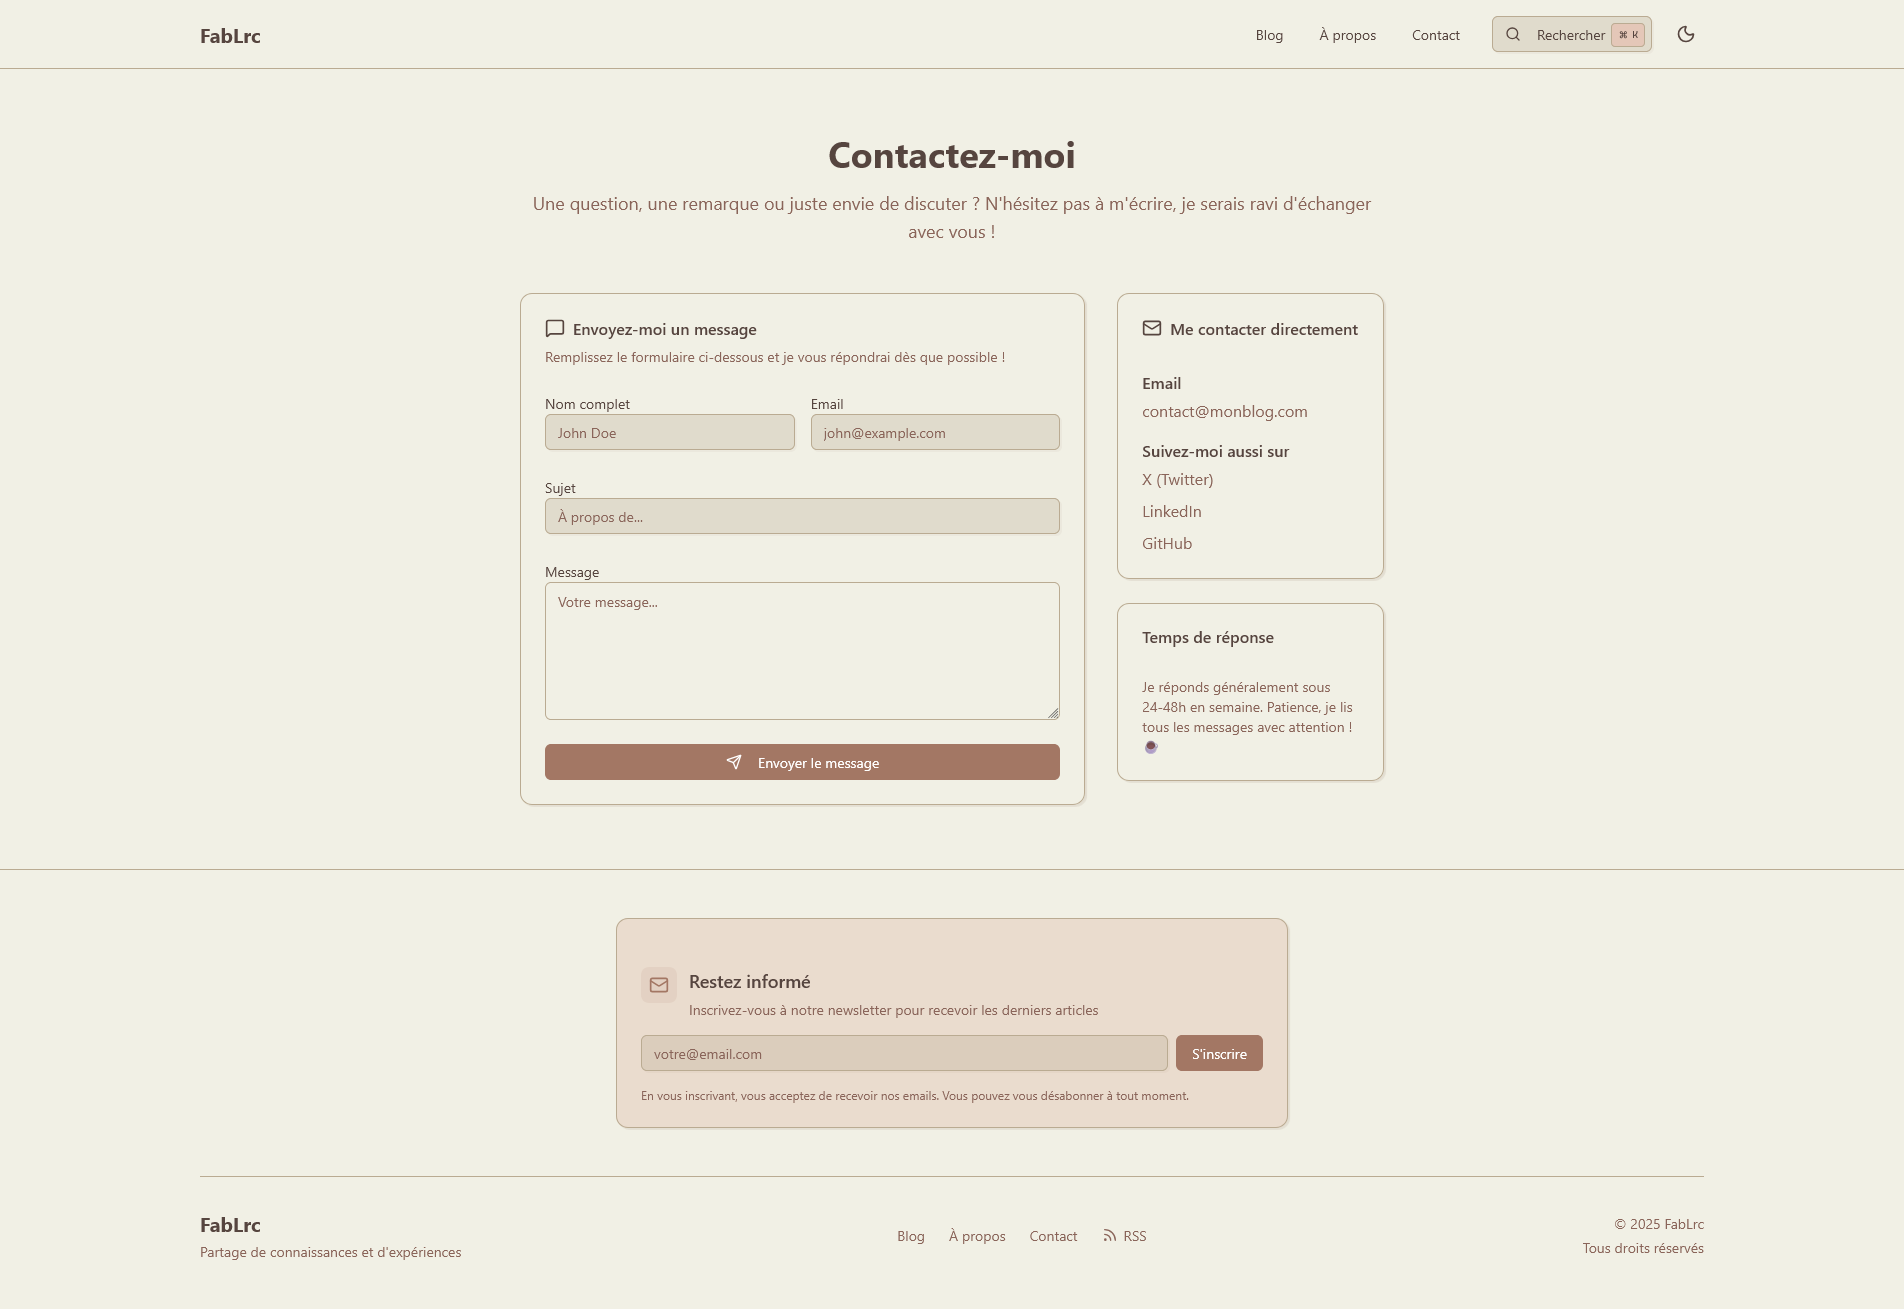 FabLrc
Blog
À propos
Contact
Rechercher
⌘ K
Contactez-moi
Une question, une remarque ou juste envie de discuter ? N'hésitez pas à m'écrire, je serais ravi d'échanger
avec vous !
Envoyez-moi un message
Remplissez le formulaire ci-dessous et je vous répondrai dès que possible !
Nom complet
John Doe
Email
john@example.com
Sujet
À propos de...
Message
Votre message...
Envoyer le message
Me contacter directement
Email
contact@monblog.com
Suivez-moi aussi sur
X (Twitter)
LinkedIn
GitHub
Temps de réponse
Je réponds généralement sous
24-48h en semaine. Patience, je lis
tous les messages avec attention !
Restez informé
Inscrivez-vous à notre newsletter pour recevoir les derniers articles
votre@email.com
S'inscrire
En vous inscrivant, vous acceptez de recevoir nos emails. Vous pouvez vous désabonner à tout moment.
FabLrc
Partage de connaissances et d'expériences
Blog
À propos
Contact
RSS
© 2025 FabLrc
Tous droits réservés